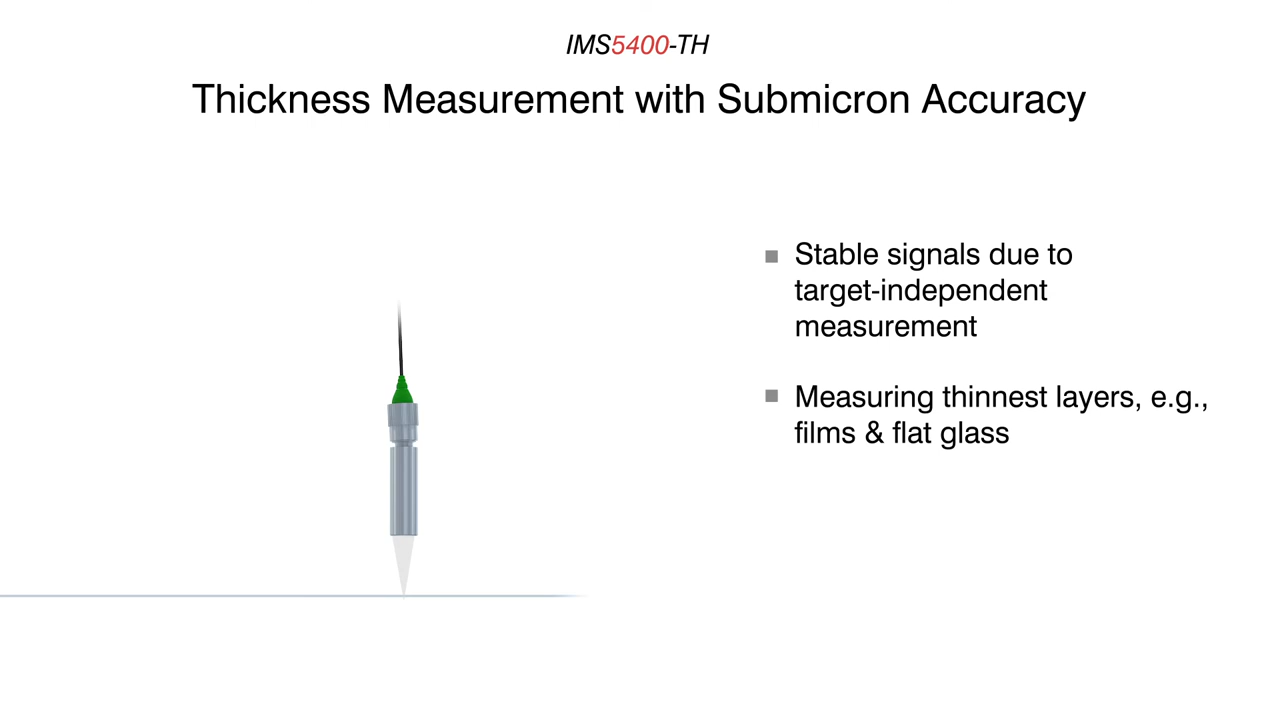 IMS5400-TH
Thickness Measurement with Submicron Accuracy
Stable signals due to
target-independent
measurement
Measuring thinnest layers, e.g.,
films & flat glass